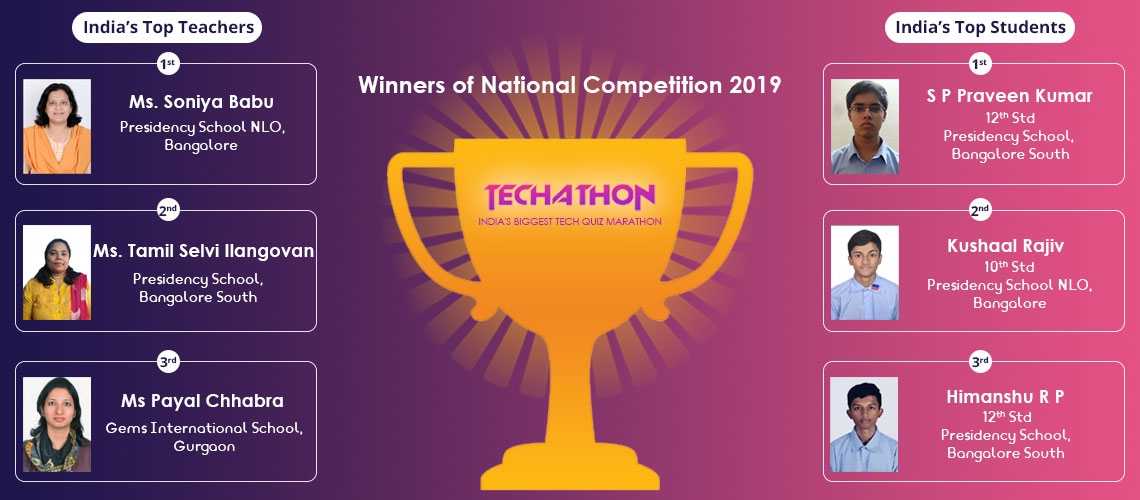 India's Top Teachers
1st
Ms. Soniya Babu
Presidency School NLO,
Bangalore
2nd
Ms. Tamil Selvi Ilangovan
Presidency School,
Bangalore South
3rd
Ms Payal Chhabra
Gems International School,
Gurgaon
Winners of National Competition 2019
TECHATHON
INDIA'S BIGGEST TECH QUIZ MARATHON
India's Top Students
1st
S P Praveen Kumar
12th Std
Presidency School,
Bangalore South
2nd
Kushaal Rajiv
10th Std
Presidency School NLO,
Bangalore
3rd
Himanshu R P
12th Std
Presidency School,
Bangalore South